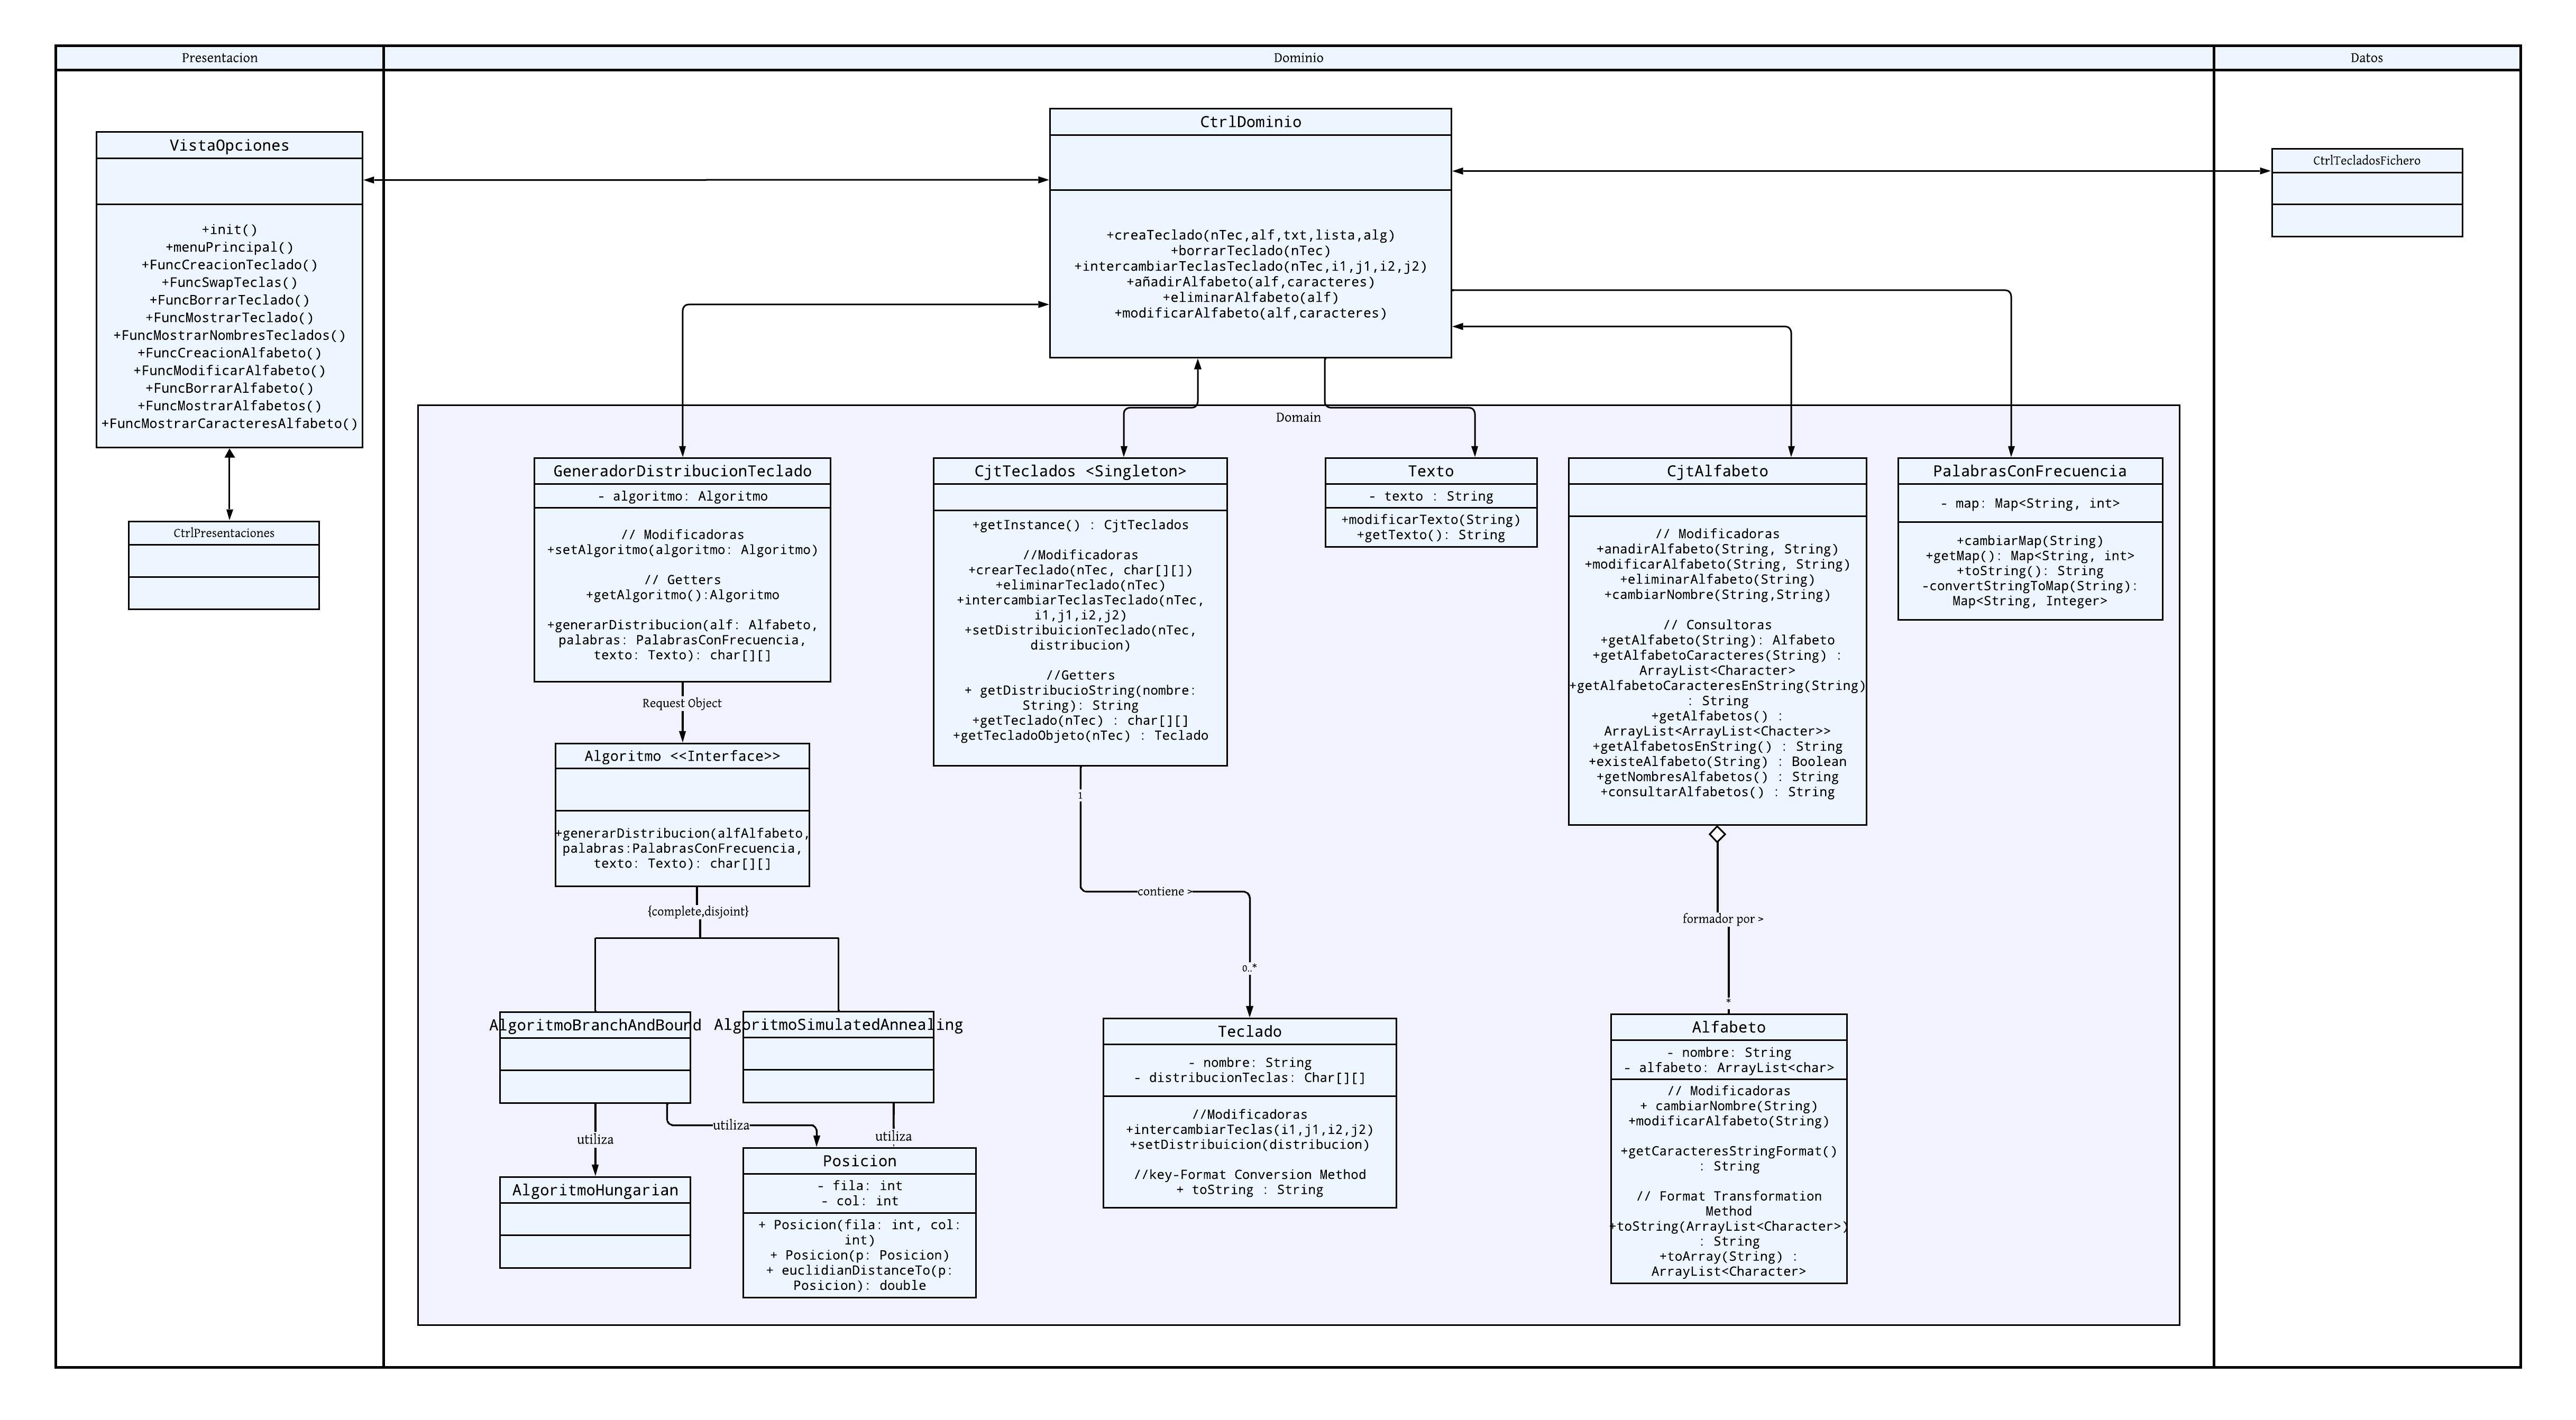 Presentacion
Dominio
Datos
VistaOpciones
+init()
+menuPrincipal()
+FuncCreacionTeclado()
+FuncSwapTeclas()
+FuncBorrarTeclado()
+FuncMostrarTeclado()
+FuncMostrarNombresTeclados()
+FuncCreacionAlfabeto()
+FuncModificarAlfabeto()
+FuncBorrarAlfabeto()
+FuncMostrarAlfabetos()
+FuncMostrarCaracteresAlfabeto()
CtrlPresentaciones
CtrlDominio
+creaTeclado(nTec,alf,txt,lista,alg)
+borrarTeclado(nTec)
+intercambiarTeclasTeclado(nTec,i1,j1,i2,j2)
+añadirAlfabeto(alf,caracteres)
+eliminarAlfabeto(alf)
+modificarAlfabeto(alf,caracteres)
CtrlTecladosFichero
Domain
GeneradorDistribucionTeclado
- algoritmo: Algoritmo
// Modificadoras
+setAlgoritmo(algoritmo: Algoritmo)
// Getters
+getAlgoritmo():Algoritmo
+generarDistribucion(alf: Alfabeto,
palabras: PalabrasConFrecuencia,
texto: Texto): char[][]
Request Object
Algoritmo <<Interface>>
+generarDistribucion(alfAlfabeto,
palabras:PalabrasConFrecuencia,
texto: Texto): char[][]
{complete,disjoint}
AlgoritmoBranchAndBound
AlgoritmoSimulatedAnnealing
utiliza
utiliza
utiliza
AlgoritmoHungarian
Posicion
- fila: int
- col: int
+ Posicion(fila: int, col:
int)
+ Posicion(p: Posicion)
+ euclidianDistanceTo(p:
Posicion): double
CjtTeclados <Singleton>
+getInstance() : CjtTeclados
//Modificadoras
+crearTeclado(nTec, char[][])
+eliminarTeclado(nTec)
+intercambiarTeclasTeclado(nTec,
i1,j1,i2,j2)
+setDistribuicionTeclado(nTec,
distribucion)
//Getters
+ getDistribucioString(nombre:
String): String
+getTeclado(nTec) : char[][]
+getTecladoObjeto(nTec) : Teclado
1
contiene >
0..*
Teclado
- nombre: String
- distribucionTeclas: Char[][]
//Modificadoras
+intercambiarTeclas(i1,j1,i2,j2)
+setDistribuicion(distribucion)
//key-Format Conversion Method
+ toString : String
Texto
- texto : String
+modificarTexto(String)
+getTexto(): String
CjtAlfabeto
// Modificadoras
+anadirAlfabeto(String, String)
+modificarAlfabeto(String, String)
+eliminarAlfabeto(String)
+cambiarNombre(String,String)
// Consultoras
+getAlfabeto(String): Alfabeto
+getAlfabetoCaracteres(String) :
ArrayList<Character>
+getAlfabetoCaracteresEnString(String)
: String
+getAlfabetos() :
ArrayList<ArrayList<Chacter>>
+getAlfabetosEnString() : String
+existeAlfabeto(String) : Boolean
+getNombresAlfabetos() : String
+consultarAlfabetos() : String
formador por >
*
Alfabeto
- nombre: String
- alfabeto: ArrayList<char>
// Modificadoras
+ cambiarNombre(String)
+modificarAlfabeto(String)
+getCaracteresStringFormat()
: String
// Format Transformation
Method
+toString(ArrayList<Character>)
: String
+toArray(String) :
ArrayList<Character>
PalabrasConFrecuencia
- map: Map<String, int>
+cambiarMap(String)
+getMap(): Map<String, int>
+toString(): String
-convertStringToMap(String):
Map<String, Integer>